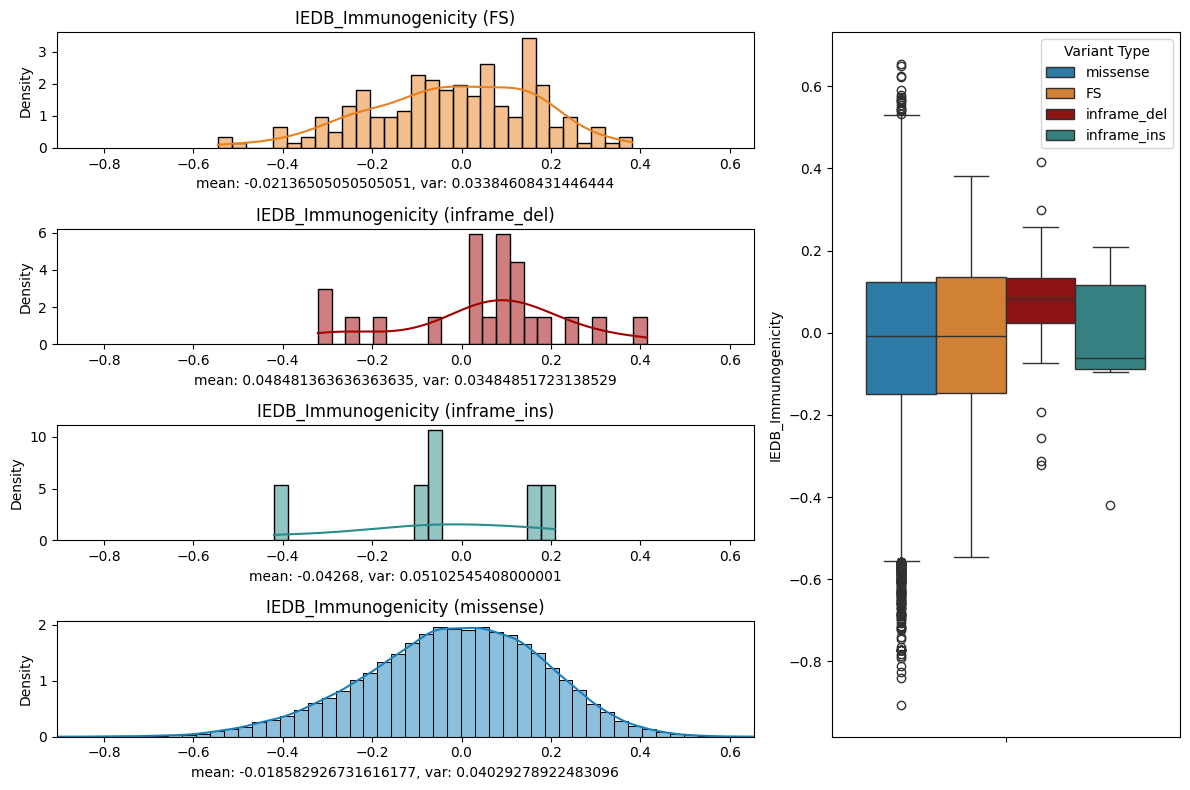 IEDB_Immunogenicity (FS)
Density
3
2
1
0
−0.8 −0.6 −0.4 −0.2 0.0 0.2 0.4 0.6
mean: -0.02136505050505051, var: 0.03384608431446444
IEDB_Immunogenicity (inframe_del)
Density
6
4
2
0
−0.8 −0.6 −0.4 −0.2 0.0 0.2 0.4 0.6
mean: 0.048481363636363635, var: 0.03484851723138529
IEDB_Immunogenicity (inframe_ins)
Density
10
5
0
−0.8 −0.6 −0.4 −0.2 0.0 0.2 0.4 0.6
mean: -0.04268, var: 0.05102545408000001
IEDB_Immunogenicity (missense)
Density
2
1
0
−0.8 −0.6 −0.4 −0.2 0.0 0.2 0.4 0.6
mean: -0.018582926731616177, var: 0.04029278922483096
IEDB_Immunogenicity
0.6
0.4
0.2
0.0
−0.2
−0.4
−0.6
−0.8
Variant Type
missense
FS
inframe_del
inframe_ins